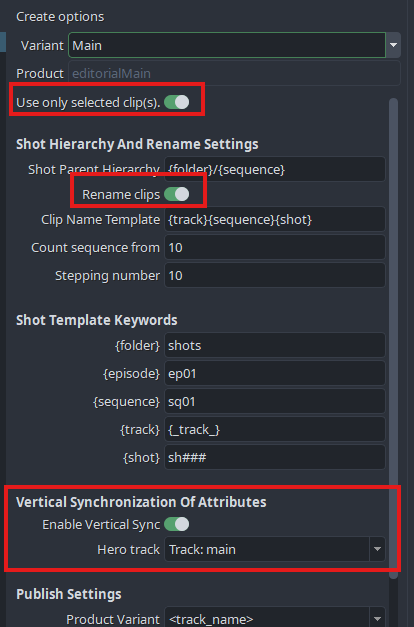 Create options
Variant Main
Product editorialMain
Use only selected clip(s).
Shot Hierarchy And Rename Settings
Shot Parent Hierarchy {folder}/{sequence}
Rename clips
Clip Name Template {track}{sequence}{shot}
Count sequence from 10
Stepping number 10
Shot Template Keywords
{folder} shots
{episode} ep01
{sequence} sq01
{track} {_track_}
{shot} sh###
Vertical Synchronization Of Attributes
Enable Vertical Sync
Hero track Track: main
Publish Settings
Product Variant <track_name>